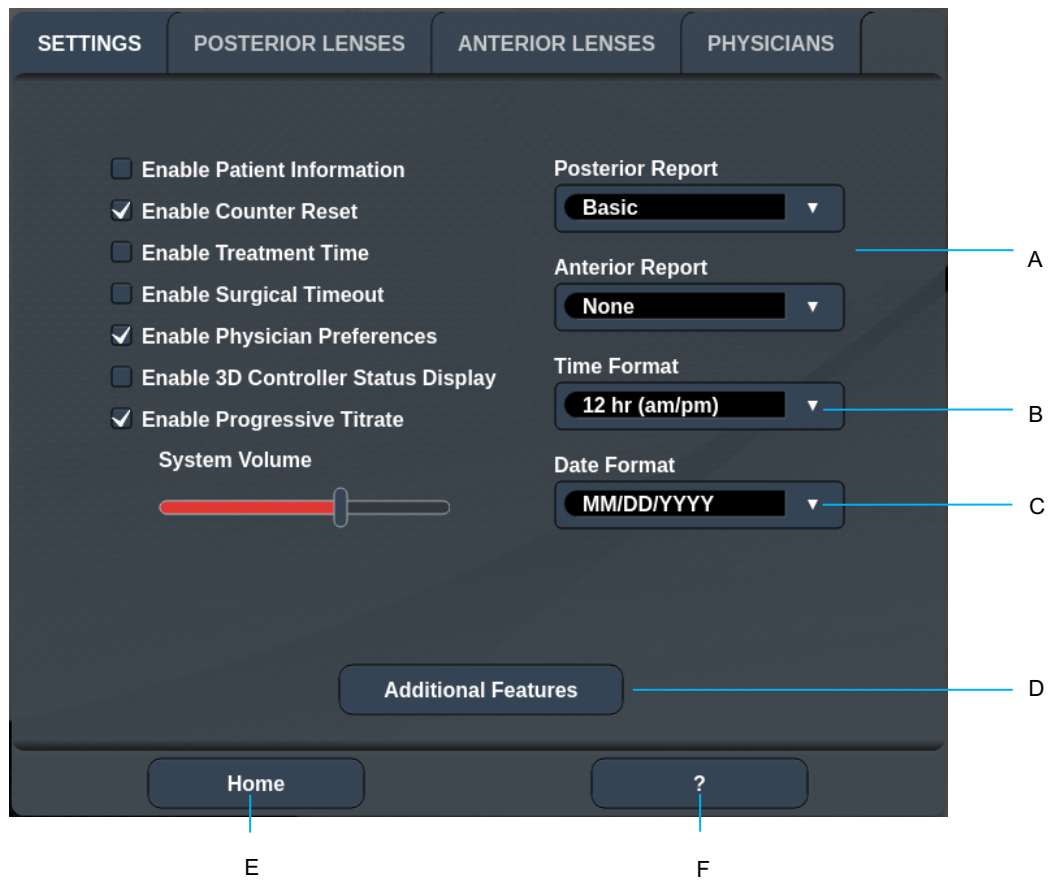 SETTINGS POSTERIOR LENSES ANTERIOR LENSES PHYSICIANS
Enable Patient Information
Enable Counter Reset
Enable Treatment Time
Enable Surgical Timeout
Enable Physician Preferences
Enable 3D Controller Status Display
Enable Progressive Titrate
System Volume
Posterior Report
Basic
A
Anterior Report
None
Time Format
12 hr (am/pm)
B
Date Format
MM/DD/YYYY
C
Additional Features
D
Home ?
E F